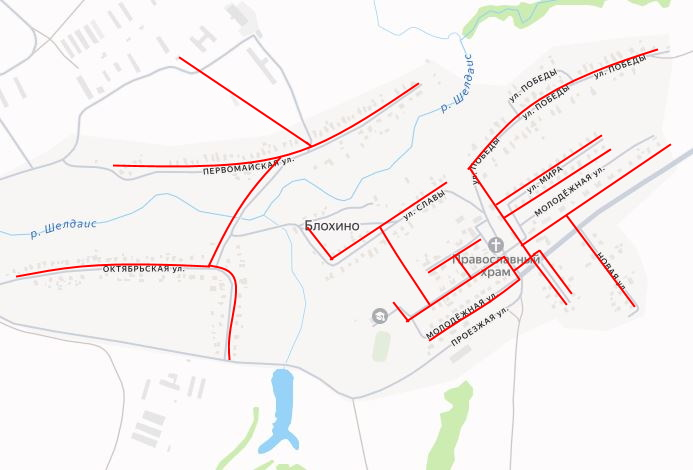 ул. ПОБЕДЫ
р. Шелдаис
ул. ПОБЕДЫ
ул. ПОБЕДЫ
ул. ПОБЕДЫ
ПЕРВОМАЙСКАЯ ул.
ул. МИРА
МОЛОДЁЖНАЯ ул.
ул. СЛАВЫ
р. Шелдаис
Блохино
Православный
храм
ОКТЯБРЬСКАЯ ул.
НОВАЯ ул.
МОЛОДЁЖНАЯ ул.
ПРОЕЗЖАЯ ул.